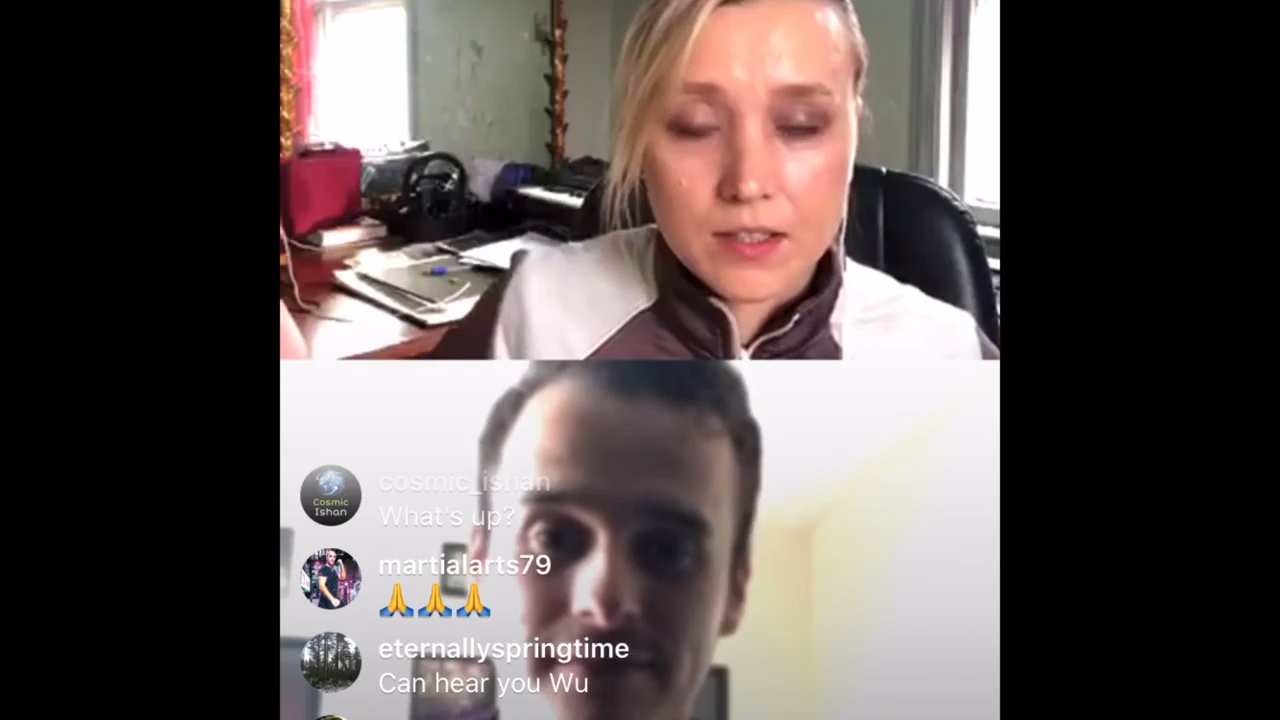 cosmic_ishan
Cosmic
Ishan
What's up?
martialarts79
🙏🙏🙏
eternallyspringtime
Can hear you Wu